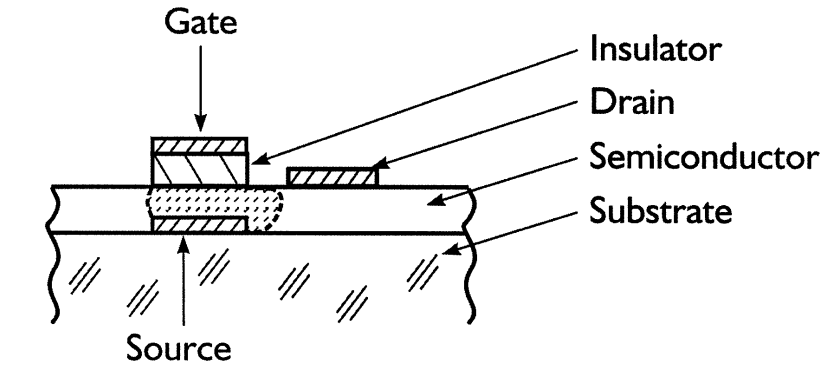 Gate
Insulator
Drain
Semiconductor
Substrate
Source